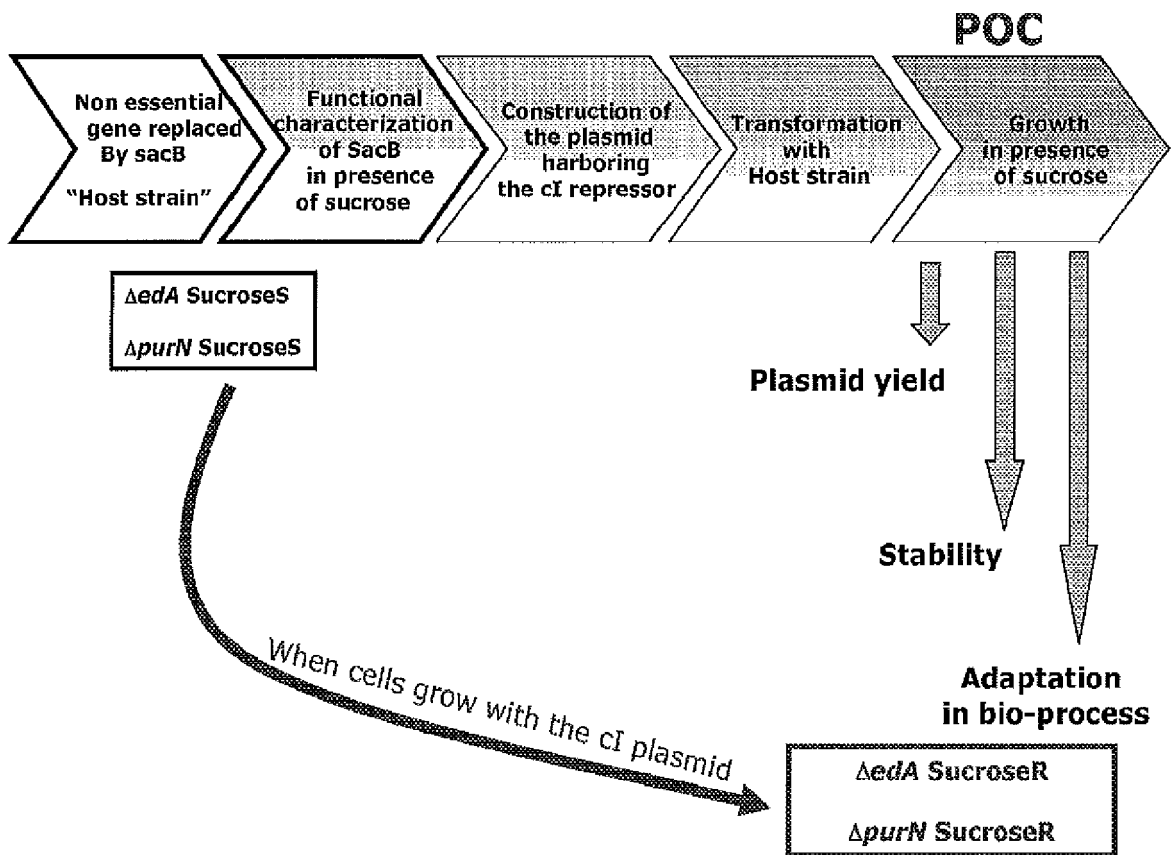 POC
Non essential
gene replaced
By sacB
"Host strain"
Functional
characterization
of SacB
in presence
of sucrose
Construction of
the plasmid
harboring
the cI repressor
Transformation
with
Host strain
Growth
in presence
of sucrose
ΔedA SucroseS
ΔpurN SucroseS
Plasmid yield
Stability
Adaptation
in bio-process
When cells grow with the cI plasmid
ΔedA SucroseR
ΔpurN SucroseR